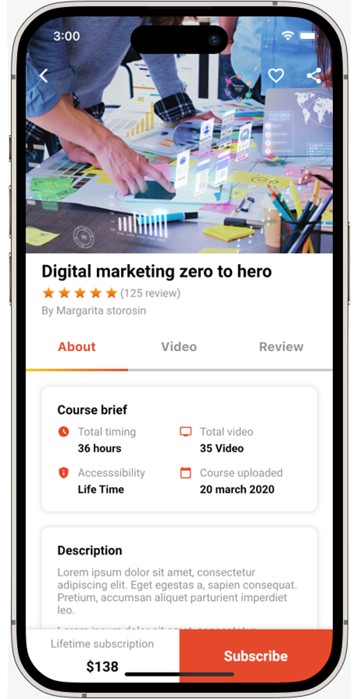 3:00
Digital marketing zero to hero
(125 review)
By Margarita storosin
About Video Review
Course brief
Total timing Total video
36 hours 35 Video
Accesssibility Course uploaded
Life Time 20 march 2020
Description
Lorem ipsum dolor sit amet, consectetur
adipiscing elit. Eget egestas a, sapien consequat.
Pretium, accumsan aliquet parturient imperdiet
leo.
Lifetime subscription
$138 Subscribe